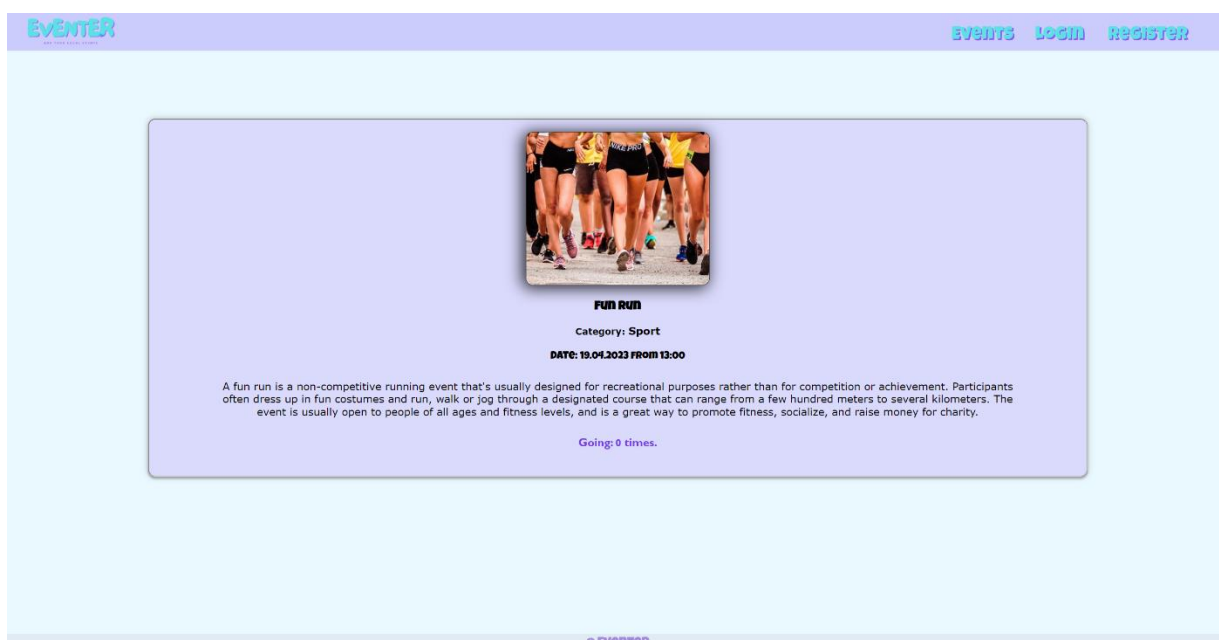 EVENTER
Events Login Register
NIKE PRO
Fun Run
Category: Sport
Date: 19.04.2023 from 13:00
A fun run is a non-competitive running event that's usually designed for recreational purposes rather than for competition or achievement. Participants
often dress up in fun costumes and run, walk or jog through a designated course that can range from a few hundred meters to several kilometers. The
event is usually open to people of all ages and fitness levels, and is a great way to promote fitness, socialize, and raise money for charity.
Going: 0 times.
© EVENTER